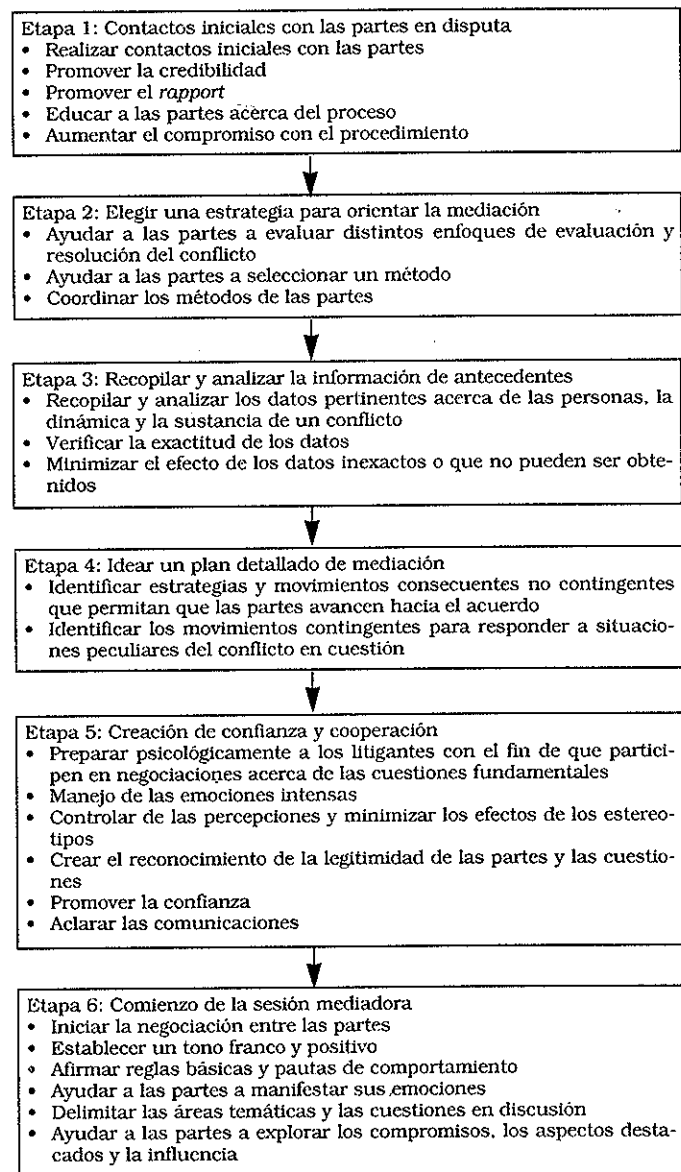 Etapa 1: Contactos iniciales con las partes en disputa
• Realizar contactos iniciales con las partes
• Promover la credibilidad
• Promover el rapport
• Educar a las partes acerca del proceso
• Aumentar el compromiso con el procedimiento
Etapa 2: Elegir una estrategia para orientar la mediación
• Ayudar a las partes a evaluar distintos enfoques de evaluación y
resolución del conflicto
• Ayudar a las partes a seleccionar un método
• Coordinar los métodos de las partes
Etapa 3: Recopilar y analizar la información de antecedentes
• Recopilar y analizar los datos pertinentes acerca de las personas, la
dinámica y la sustancia de un conflicto
• Verificar la exactitud de los datos
• Minimizar el efecto de los datos inexactos o que no pueden ser obte-
nidos
Etapa 4: Idear un plan detallado de mediación
• Identificar estrategias y movimientos consecuentes no contingentes
que permitan que las partes avancen hacia el acuerdo
• Identificar los movimientos contingentes para responder a situacio-
nes peculiares del conflicto en cuestión
Etapa 5: Creación de confianza y cooperación
• Preparar psicológicamente a los litigantes con el fin de que partici-
pen en negociaciones acerca de las cuestiones fundamentales
• Manejo de las emociones intensas
• Controlar de las percepciones y minimizar los efectos de los estereo-
tipos
• Crear el reconocimiento de la legitimidad de las partes y las cuestio-
nes
• Promover la confianza
• Aclarar las comunicaciones
Etapa 6: Comienzo de la sesión mediadora
• Iniciar la negociación entre las partes
• Establecer un tono franco y positivo
• Afirmar reglas básicas y pautas de comportamiento
• Ayudar a las partes a manifestar sus emociones
• Delimitar las áreas temáticas y las cuestiones en discusión
• Ayudar a las partes a explorar los compromisos, los aspectos desta-
cados y la influencia